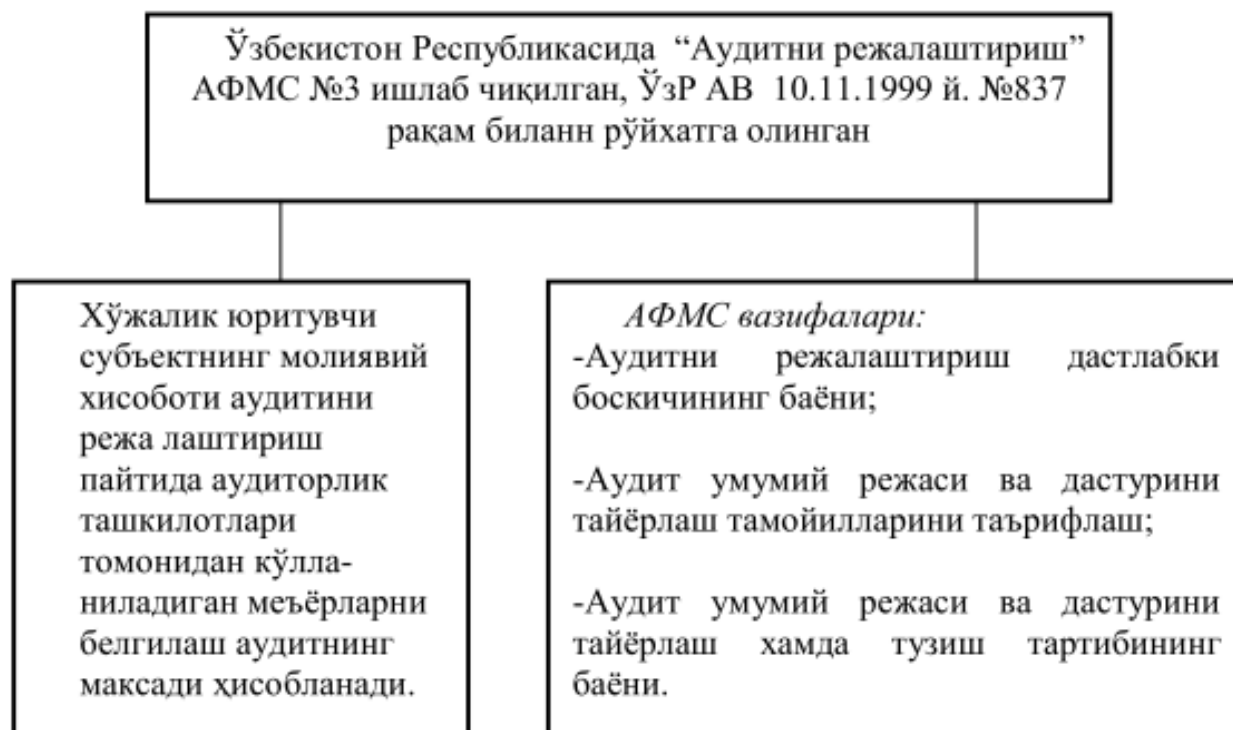 Ўзбекистон Республикасида “Аудитни режалаштириш”
АФМС №3 ишлаб чиқилган, ЎзР АВ 10.11.1999 й. №837
рақам биланн рўйхатга олинган
Хўжалик юритувчи
субъектнинг молиявий
хисоботи аудитини
режа лаштириш
пайтида аудиторлик
ташкилотлари
томонидан кўлла-
ниладиган меъёрларни
белгилаш аудитнинг
максади ҳисобланади.
АФМС вазифалари:
-Аудитни режалаштириш дастлабки
боскичининг баёни;
-Аудит умумий режаси ва дастурини
тайёрлаш тамойилларини таърифлаш;
-Аудит умумий режаси ва дастурини
тайёрлаш хамда тузиш тартибининг
баёни.